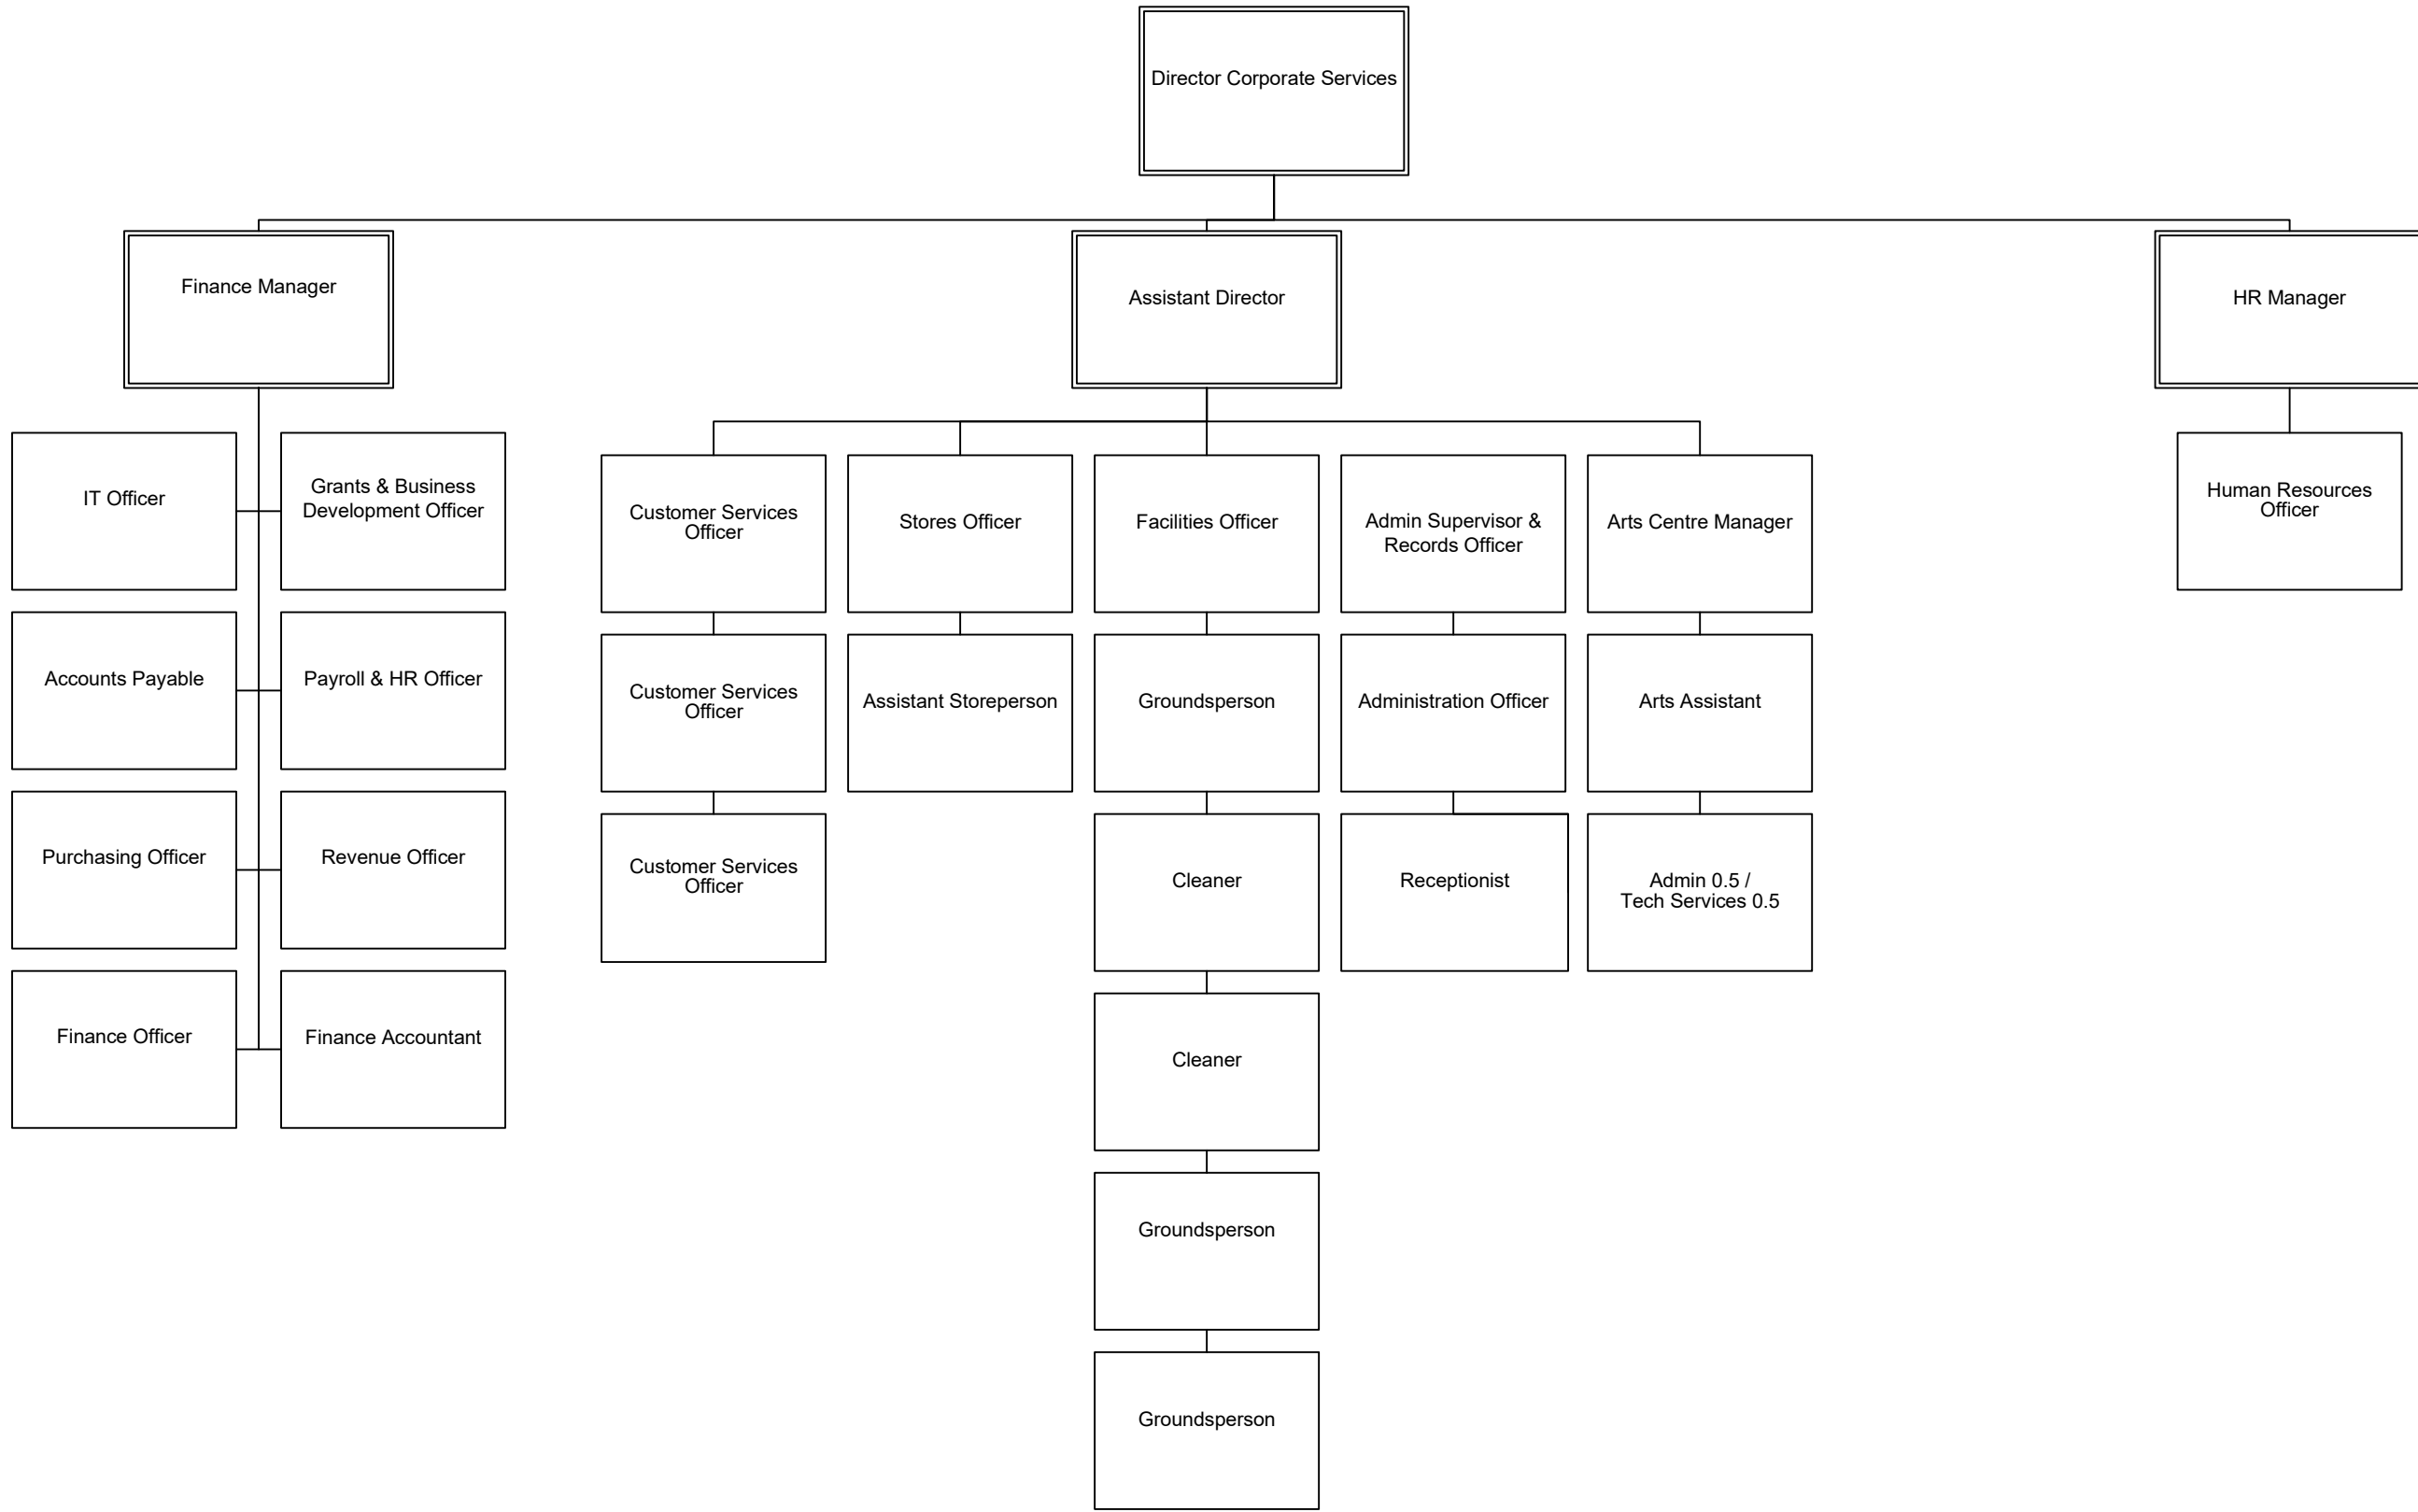 Director Corporate Services
Finance Manager
Assistant Director
HR Manager
IT Officer
Grants & Business
Development Officer
Customer Services
Officer
Stores Officer
Facilities Officer
Admin Supervisor &
Records Officer
Arts Centre Manager
Human Resources
Officer
Accounts Payable
Payroll & HR Officer
Customer Services
Officer
Assistant Storeperson
Groundsperson
Administration Officer
Arts Assistant
Purchasing Officer
Revenue Officer
Customer Services
Officer
Cleaner
Receptionist
Admin 0.5 /
Tech Services 0.5
Finance Officer
Finance Accountant
Cleaner
Groundsperson
Groundsperson